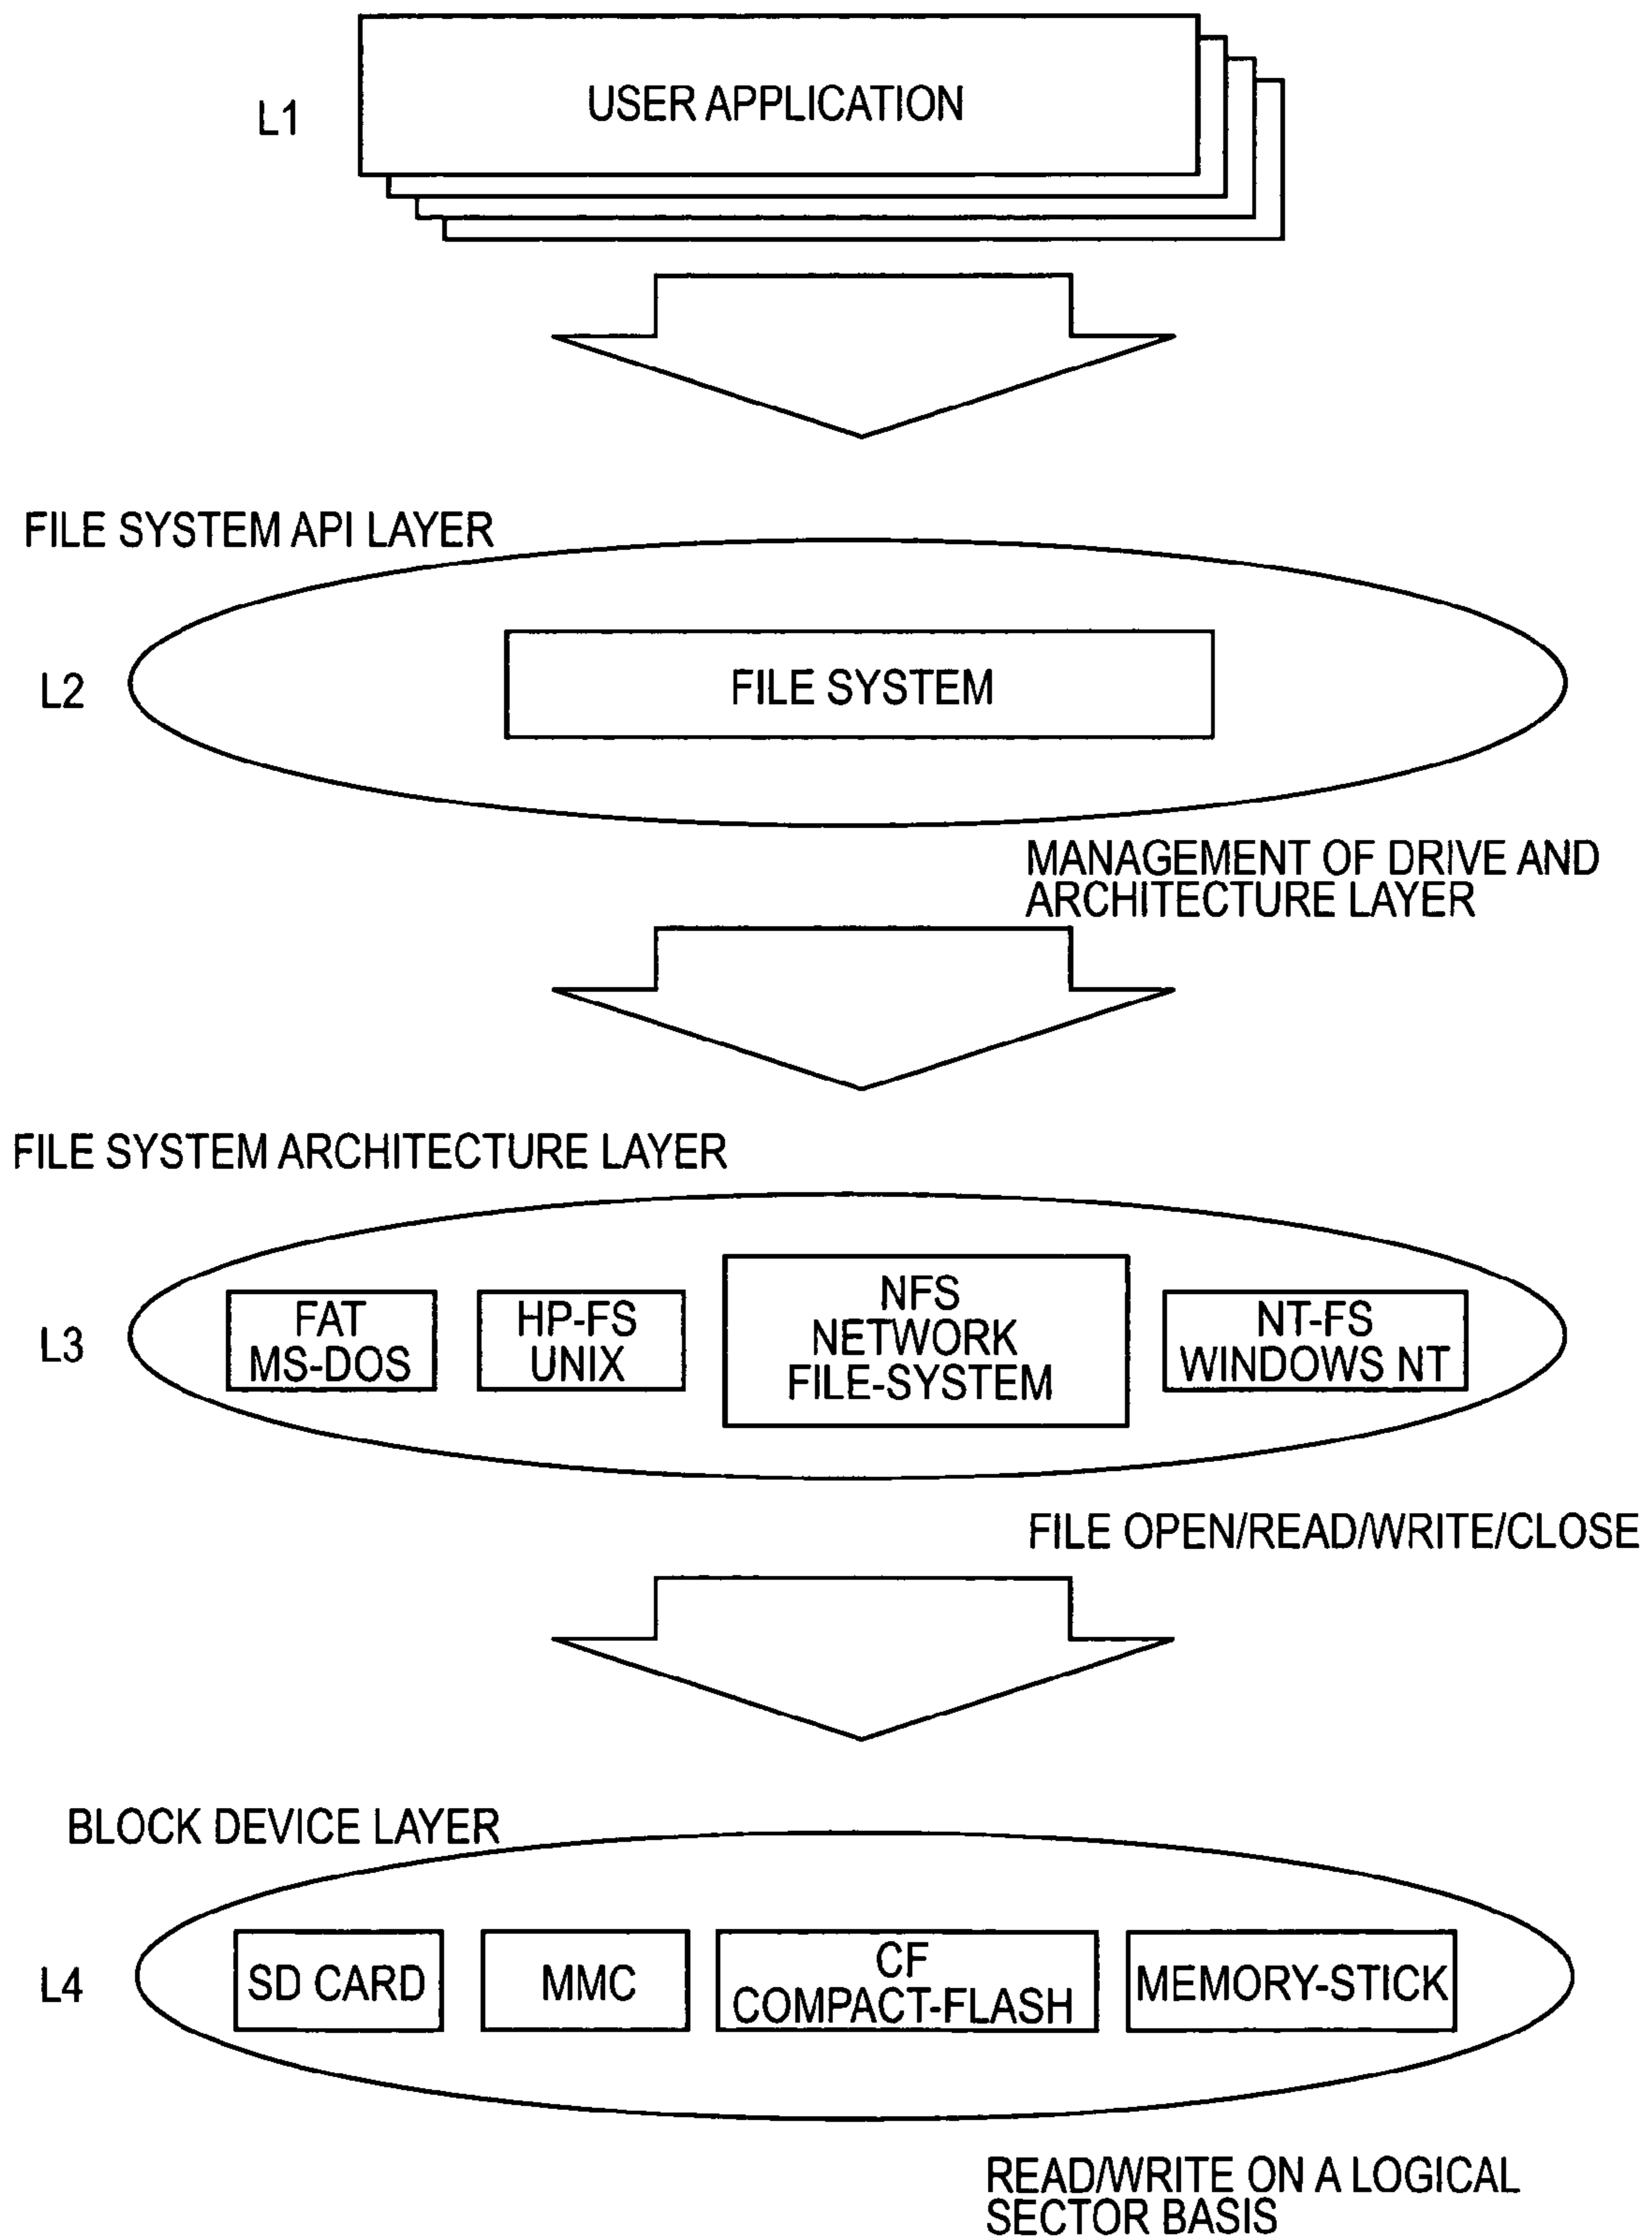 L1
USER APPLICATION
FILE SYSTEM API LAYER
L2
FILE SYSTEM
MANAGEMENT OF DRIVE AND
ARCHITECTURE LAYER
FILE SYSTEM ARCHITECTURE LAYER
L3
FAT
MS-DOS
HP-FS
UNIX
NFS
NETWORK
FILE-SYSTEM
NT-FS
WINDOWS NT
FILE OPEN/READ/WRITE/CLOSE
BLOCK DEVICE LAYER
L4
SD CARD
MMC
CF
COMPACT-FLASH
MEMORY-STICK
READ/WRITE ON A LOGICAL
SECTOR BASIS